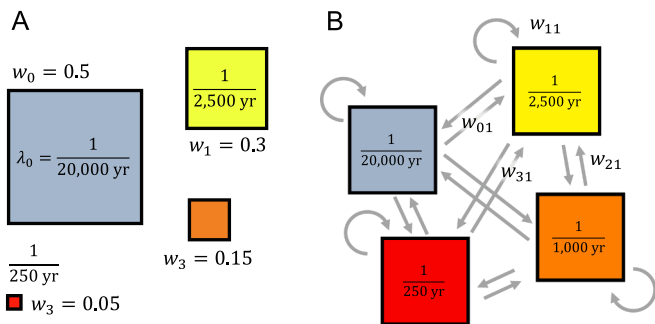 A
w₀ = 0.5
λ₀ = 1/20,000 yr
1/2,500 yr
w₁ = 0.3
w₃ = 0.15
1/250 yr
w₃ = 0.05
B
w₁₁
1/2,500 yr
1/20,000 yr
w₀₁
w₂₁
w₃₁
1/1,000 yr
1/250 yr